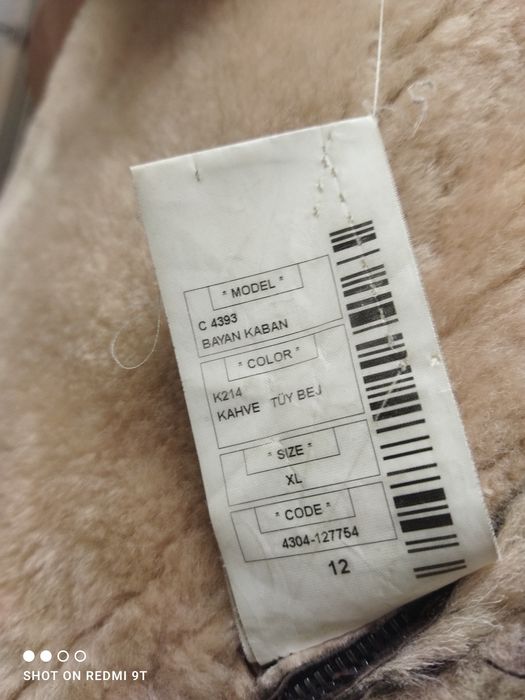 * MODEL *
C 4393
BAYAN KABAN
* COLOR *
K214
KAHVE TÜY BEJ
* SIZE *
XL
* CODE *
4304-127754
12
SHOT ON REDMI 9T